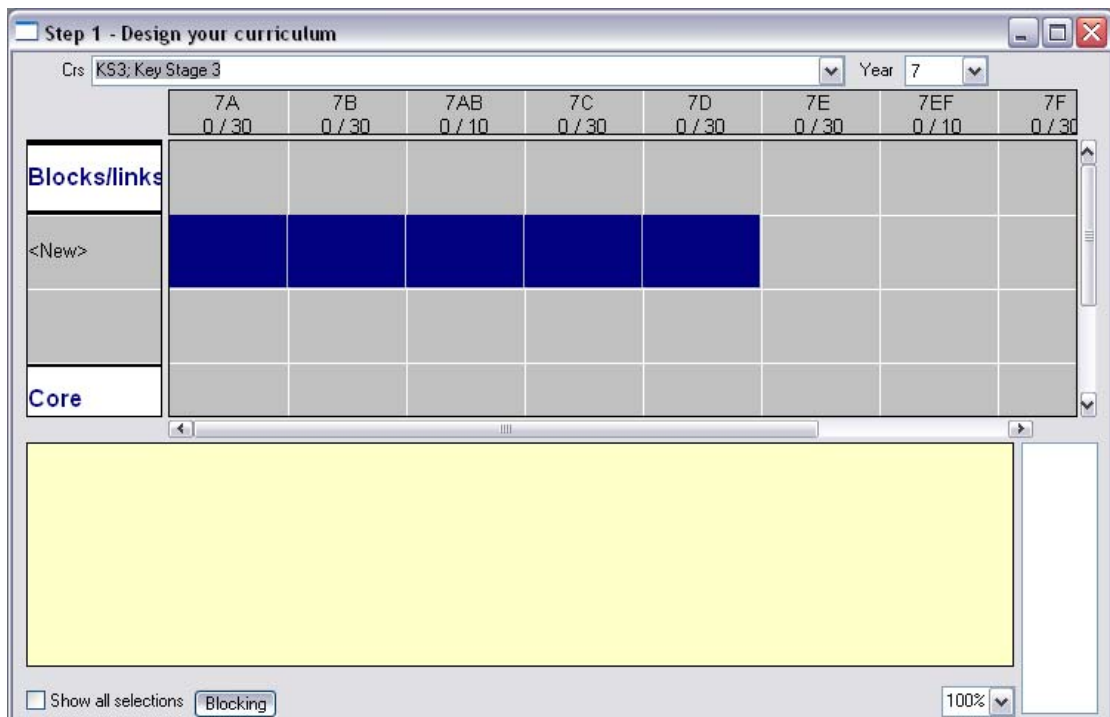 Step 1 - Design your curriculum
Crs KS3; Key Stage 3 Year 7
7A 7B 7AB 7C 7D 7E 7EF 7F
0 / 30 0 / 30 0 / 10 0 / 30 0 / 30 0 / 30 0 / 10 0 / 30
Blocks/links
<New>
Core
Show all selections Blocking 100%